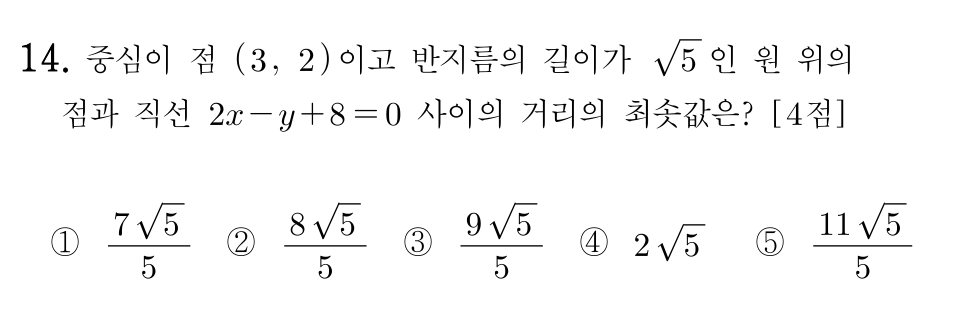 14. 중심이 점 (3, 2)이고 반지름의 길이가 √5인 원 위의
점과 직선 2x-y+8=0 사이의 거리의 최솟값은? [4점]
① 7√5/5 ② 8√5/5 ③ 9√5/5 ④ 2√5 ⑤ 11√5/5